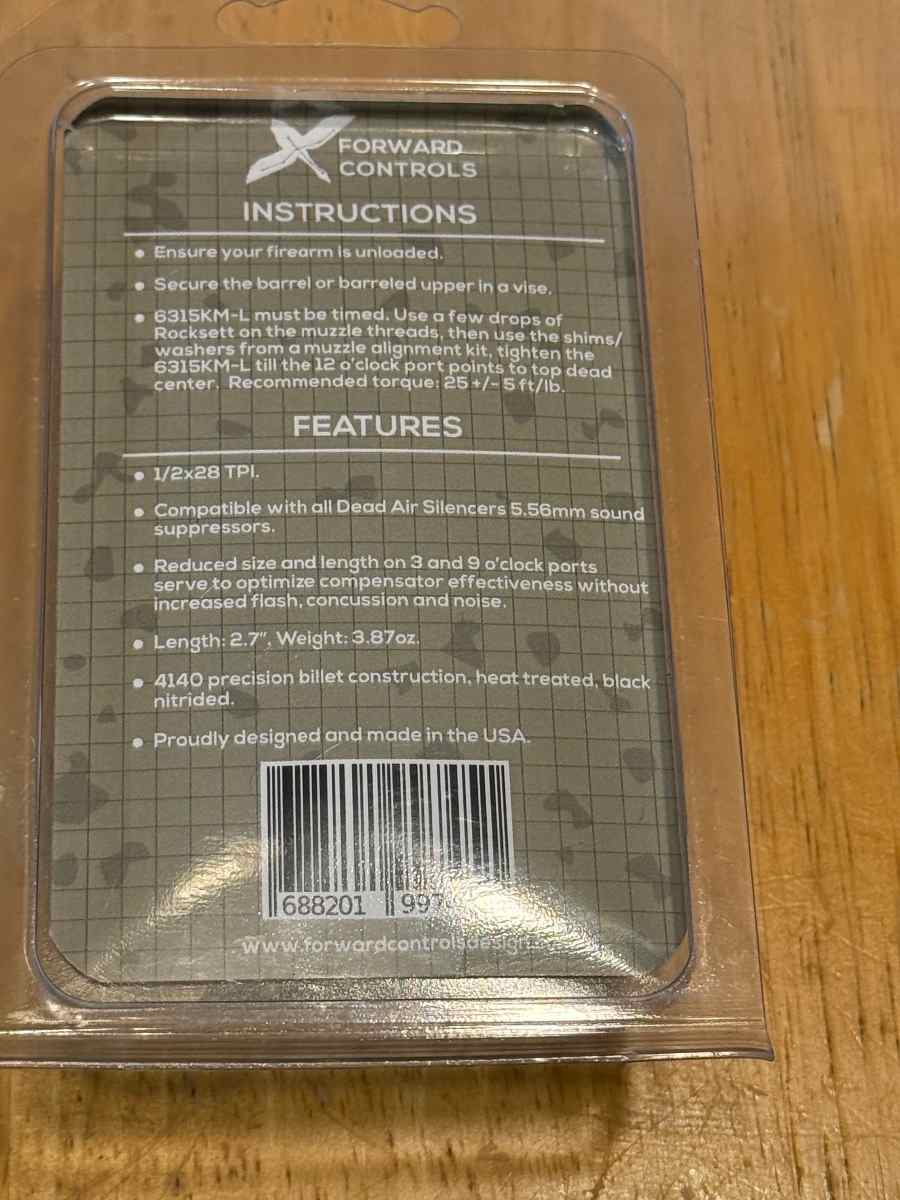 FORWARD
CONTROLS
INSTRUCTIONS
• Ensure your firearm is unloaded.
• Secure the barrel or barreled upper in a vise.
• 6315KM-L must be timed. Use a few drops of
Rocksett on the muzzle threads, then use the shims/
washers from a muzzle alignment kit, tighten the
6315KM-L till the 12 o'clock port points to top dead
center. Recommended torque: 25 +/- 5 ft/lb.
FEATURES
• 1/2x28 TPI.
• Compatible with all Dead Air Silencers 5.56mm sound
suppressors.
• Reduced size and length on 3 and 9 o'clock ports
serve to optimize compensator effectiveness without
increased flash, concussion and noise.
• Length: 2.7", Weight: 3.87oz.
• 4140 precision billet construction, heat treated, black
nitrided.
• Proudly designed and made in the USA.
688201 997
www.forwardcontrolsdesign